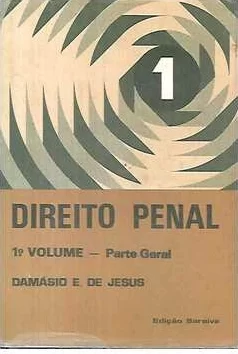 1
DIREITO PENAL
1º VOLUME — Parte Geral
DAMÁSIO E. DE JESUS
Edição Saraiva